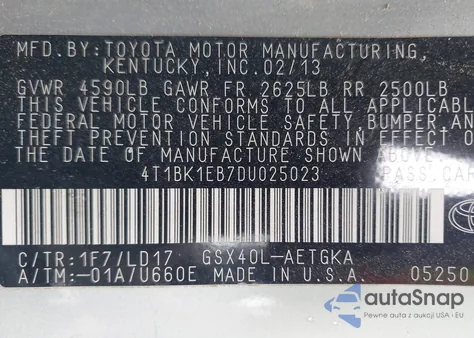 MFD.BY: TOYOTA MOTOR MANUFACTURING,
KENTUCKY, INC. 02/13
GVWR 4590LB GAWR FR 2625LB RR 2500LB
THIS VEHICLE CONFORMS TO ALL APPLICABLE
FEDERAL MOTOR VEHICLE SAFETY, BUMPER AN
THEFT PREVENTION STANDARDS IN EFFECT ON
THE DATE OF MANUFACTURE SHOWN ABOVE.
4T1BK1EB7DU025023 PASS.CAR
C/TR:1F7/LD17 GSX40L-AETGKA
A/TM:-01A/U660E MADE IN U.S.A. 05250
autoSnap
Pewne auta z aukcji USA i EU